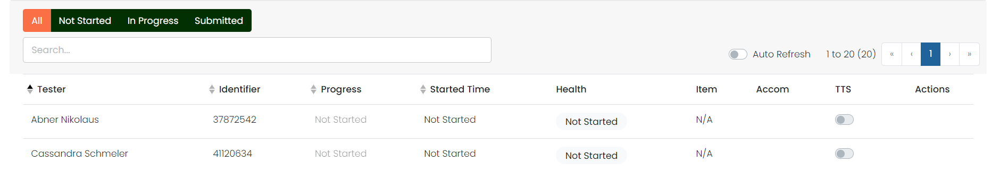 All Not Started In Progress Submitted
Search...
Auto Refresh 1 to 20 (20) « ‹ 1 › »
Tester Identifier Progress Started Time Health Item Accom TTS Actions
Abner Nikolaus 37872542 Not Started Not Started Not Started N/A
Cassandra Schmeler 41120634 Not Started Not Started Not Started N/A